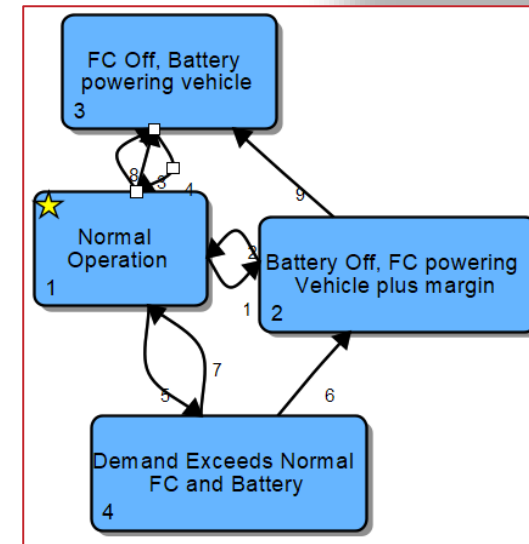 FC Off, Battery
powering vehicle
3
8
3
4
9
Normal
Operation
1
2
Battery Off, FC powering
Vehicle plus margin
2
1
7
5
6
Demand Exceeds Normal
FC and Battery
4